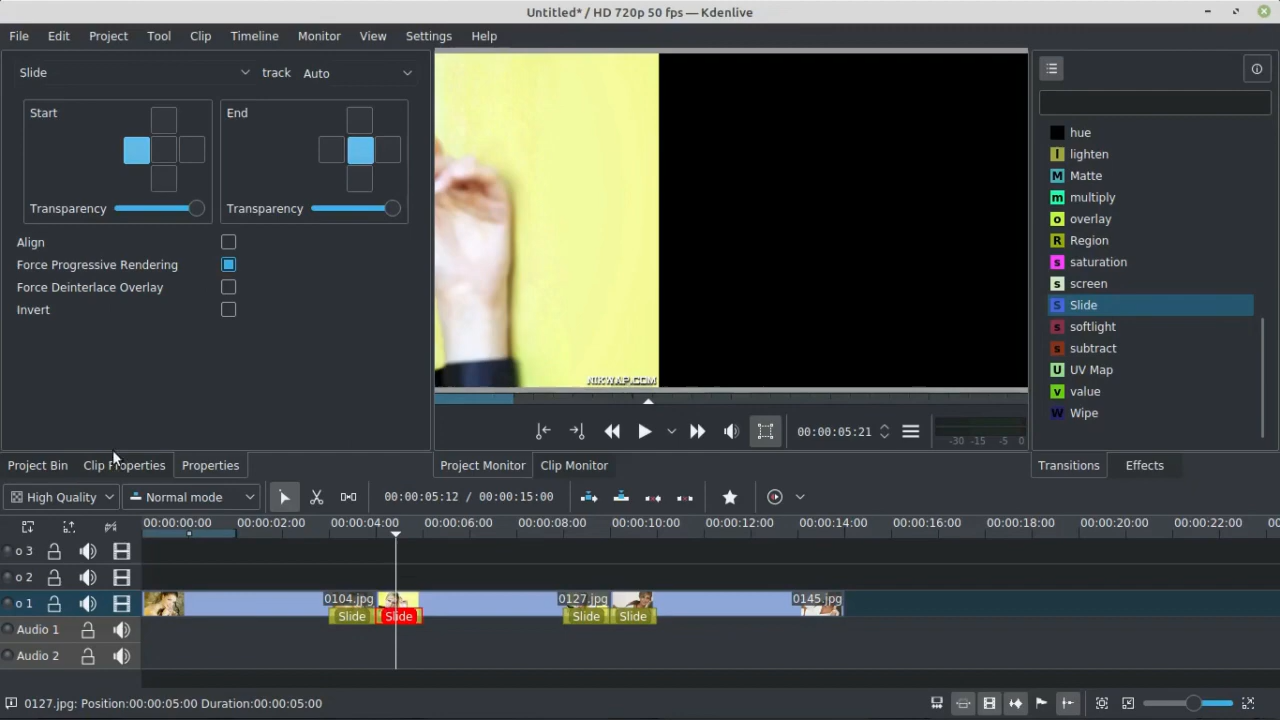 Untitled* / HD 720p 50 fps — Kdenlive
File Edit Project Tool Clip Timeline Monitor View Settings Help
Slide track Auto
Start End
Transparency Transparency
Align
Force Progressive Rendering
Force Deinterlace Overlay
Invert
NIKWAP.COM
hue
l lighten
M Matte
m multiply
o overlay
R Region
s saturation
s screen
S Slide
s softlight
s subtract
U UV Map
v value
W Wipe
00:00:05:21
-30 -15 -5 0
Project Bin Clip Properties Properties Project Monitor Clip Monitor Transitions Effects
High Quality Normal mode 00:00:05:12 / 00:00:15:00
00:00:00:00 00:00:02:00 00:00:04:00 00:00:06:00 00:00:08:00 00:00:10:00 00:00:12:00 00:00:14:00 00:00:16:00 00:00:18:00 00:00:20:00 00:00:22:00
o 3
o 2
o 1 0104.jpg 0127.jpg 0145.jpg
Slide Slide Slide Slide
Audio 1
Audio 2
0127.jpg: Position:00:00:05:00 Duration:00:00:05:00